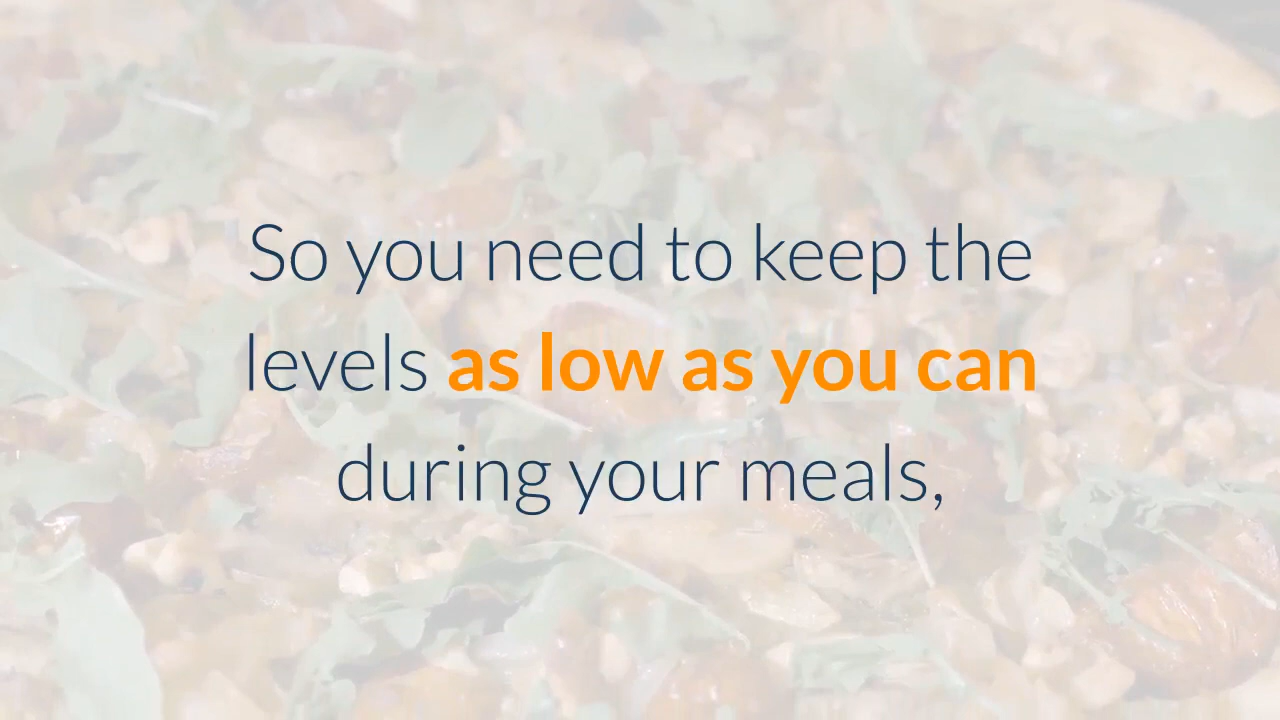 So you need to keep the
levels as low as you can
during your meals,